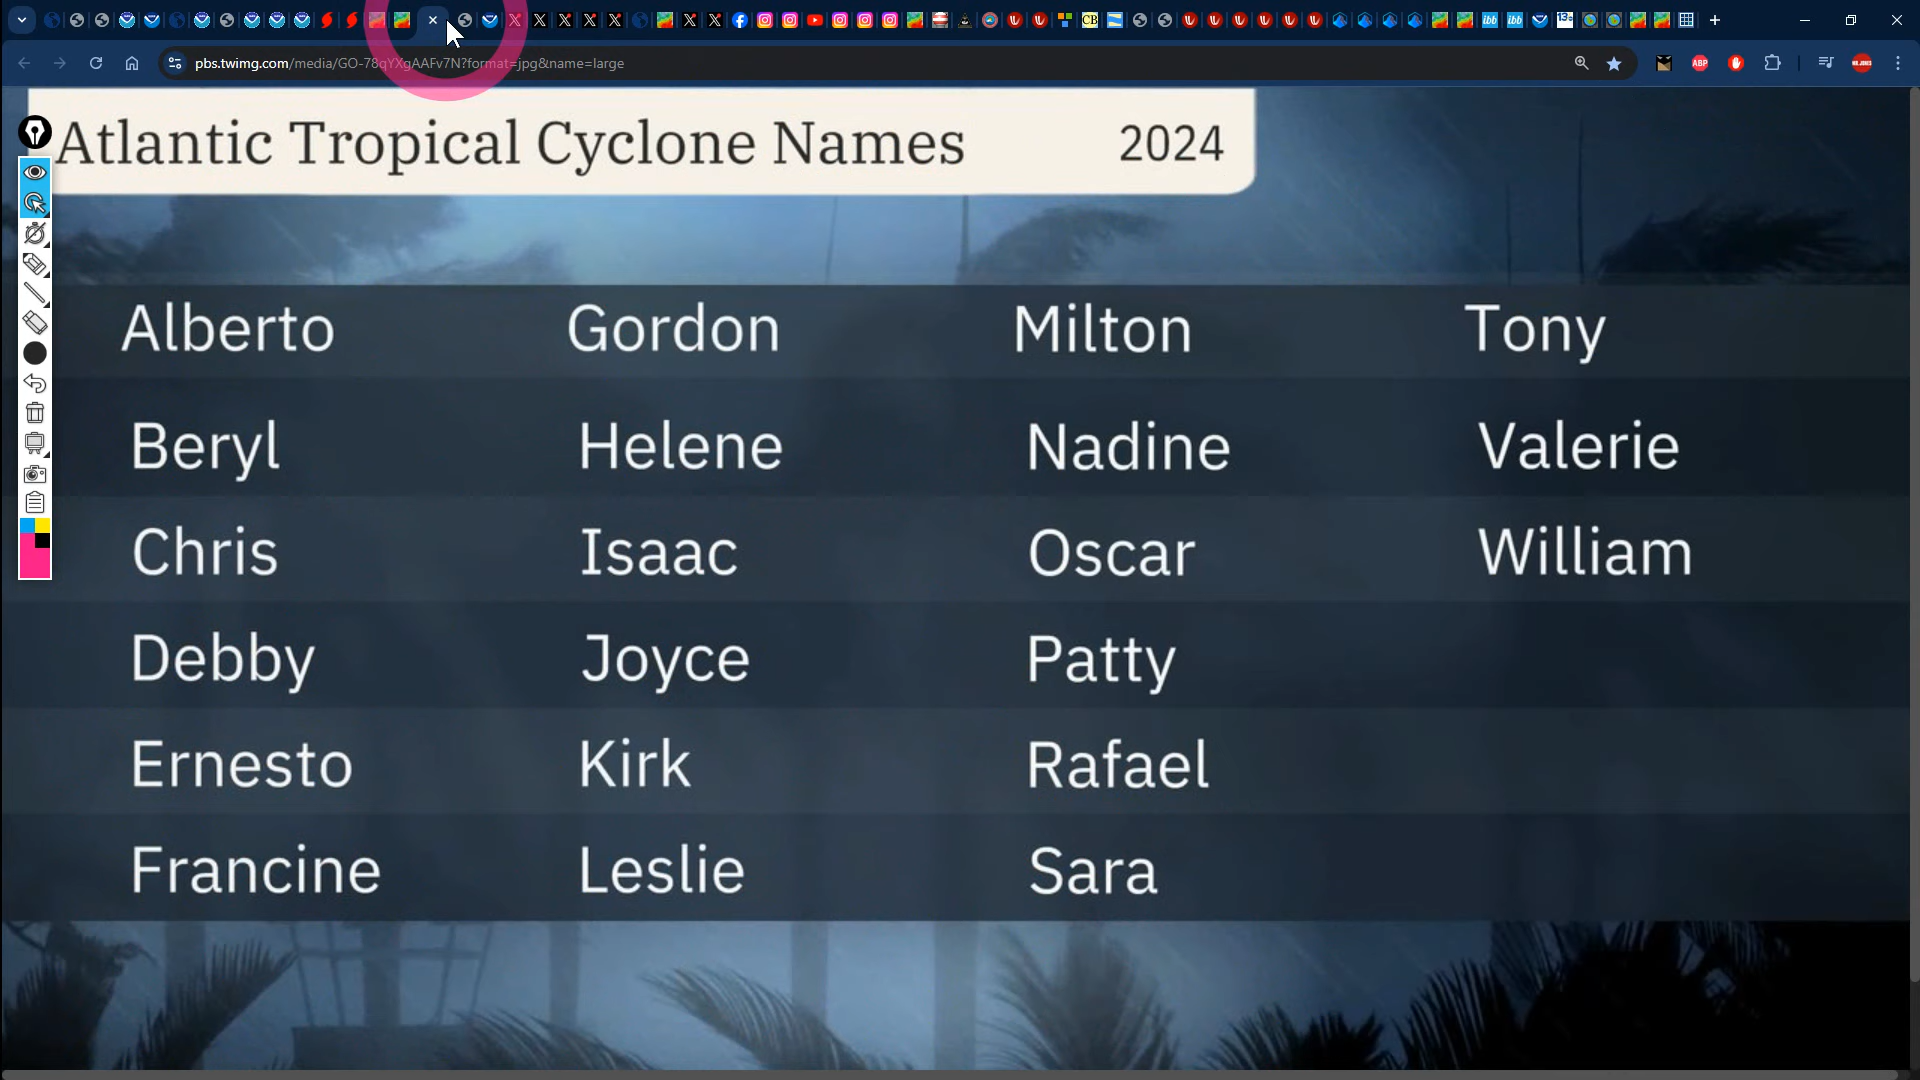 pbs.twimg.com/media/GO-78qYXgAAFv7N?format=jpg&name=large
Atlantic Tropical Cyclone Names 2024
Alberto Gordon Milton Tony
Beryl Helene Nadine Valerie
Chris Isaac Oscar William
Debby Joyce Patty
Ernesto Kirk Rafael
Francine Leslie Sara